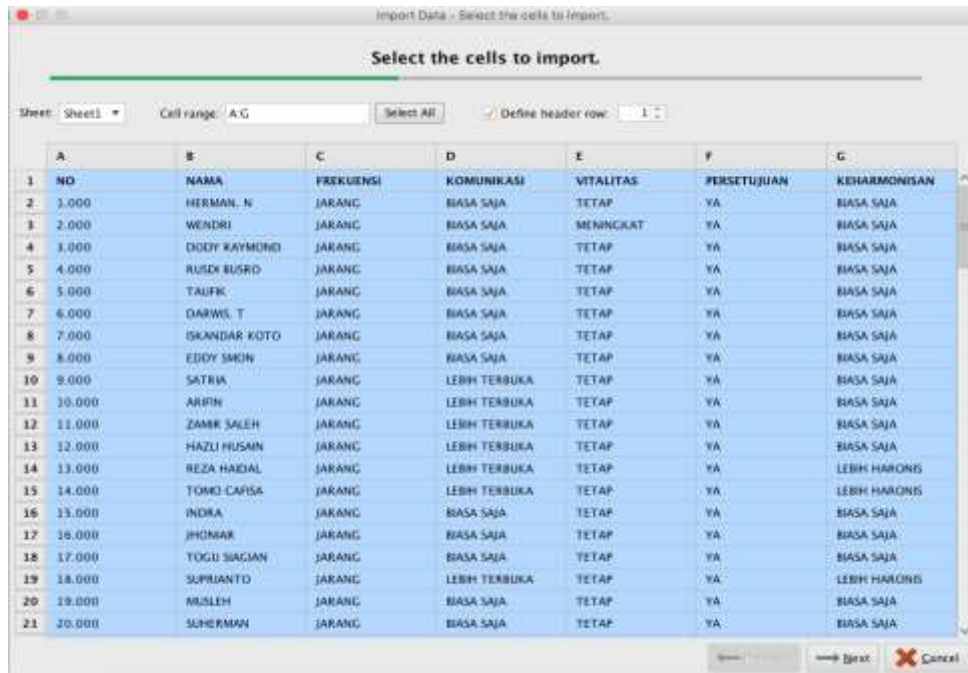 Import Data - Select the cells to import.
Select the cells to import.
Sheet: Sheet1 Cell range: A:G Select All Define header row: 1
A B C D E F G
1 NO NAMA FREKUENSI KOMUNIKASI VITALITAS PERSETUJUAN KEHARMONISAN
2 1.000 HERMAN. N JARANG BIASA SAJA TETAP YA BIASA SAJA
3 2.000 WENDRI JARANG BIASA SAJA MENINGKAT YA BIASA SAJA
4 3.000 DODY RAYMOND JARANG BIASA SAJA TETAP YA BIASA SAJA
5 4.000 RUSDI BUSRO JARANG BIASA SAJA TETAP YA BIASA SAJA
6 5.000 TAUFIK JARANG BIASA SAJA TETAP YA BIASA SAJA
7 6.000 DARWIS. T JARANG BIASA SAJA TETAP YA BIASA SAJA
8 7.000 ISKANDAR KOTO JARANG BIASA SAJA TETAP YA BIASA SAJA
9 8.000 EDDY SMON JARANG BIASA SAJA TETAP YA BIASA SAJA
10 9.000 SATRIA JARANG LEBIH TERBUKA TETAP YA BIASA SAJA
11 10.000 ARIFIN JARANG LEBIH TERBUKA TETAP YA BIASA SAJA
12 11.000 ZAMIR SALEH JARANG LEBIH TERBUKA TETAP YA BIASA SAJA
13 12.000 HAZLI HUSAIN JARANG LEBIH TERBUKA TETAP YA BIASA SAJA
14 13.000 REZA HAIDAL JARANG LEBIH TERBUKA TETAP YA LEBIH HARONIS
15 14.000 TOMO CAFISA JARANG LEBIH TERBUKA TETAP YA LEBIH HARONIS
16 15.000 INDRA JARANG BIASA SAJA TETAP YA BIASA SAJA
17 16.000 JHONIAR JARANG BIASA SAJA TETAP YA BIASA SAJA
18 17.000 TOGU SIAGIAN JARANG BIASA SAJA TETAP YA BIASA SAJA
19 18.000 SUPRIANTO JARANG LEBIH TERBUKA TETAP YA LEBIH HARONIS
20 19.000 MUSLEH JARANG BIASA SAJA TETAP YA BIASA SAJA
21 20.000 SUHERMAN JARANG BIASA SAJA TETAP YA BIASA SAJA
Next Cancel